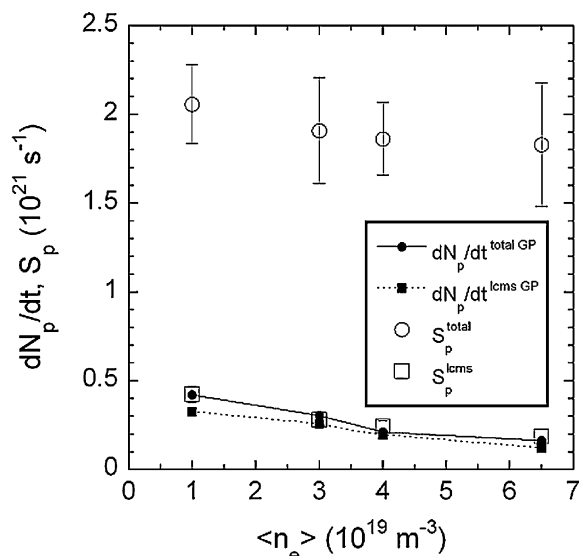 2.5
2
1.5
1
0.5
0
0 1 2 3 4 5 6 7
dN_p/dt, S_p (10^21 s^-1)
<n_e> (10^19 m^-3)
dN_p/dt^total GP
dN_p/dt^lcms GP
S_p^total
S_p^lcms